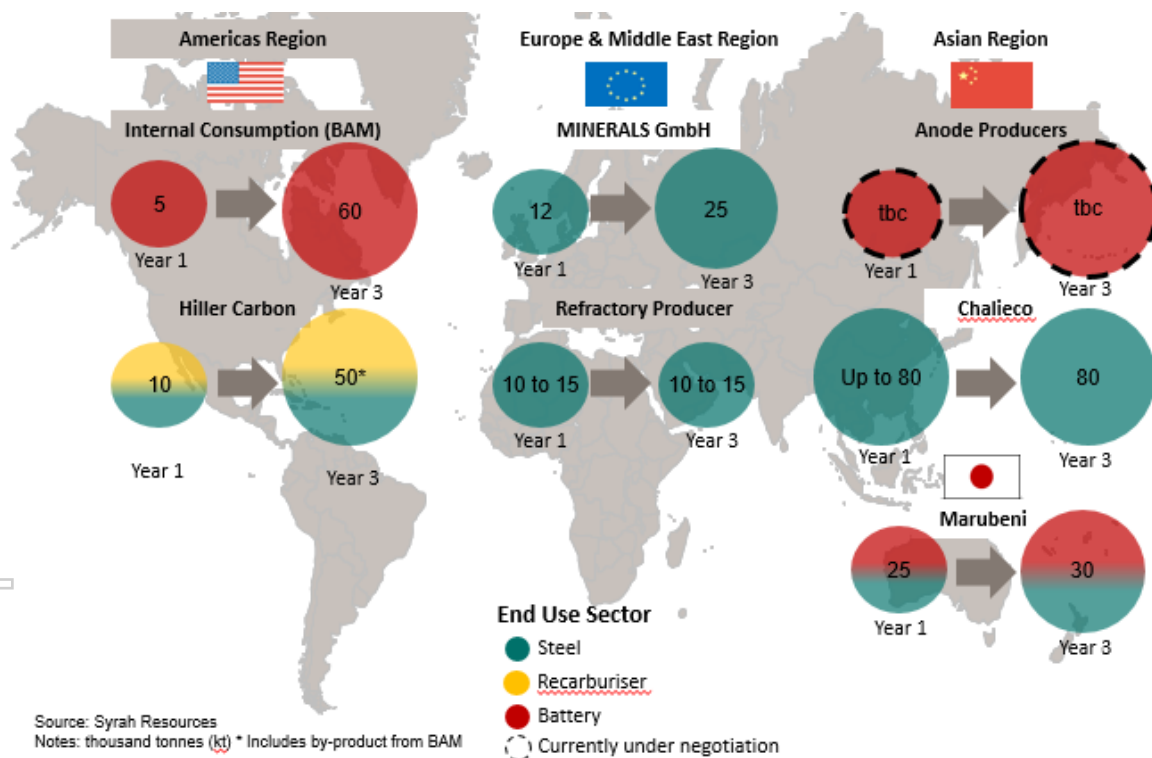 Americas Region
Europe & Middle East Region
Asian Region
Internal Consumption (BAM)
MINERALS GmbH
Anode Producers
5
60
12
25
tbc
tbc
Year 1
Year 3
Year 1
Year 3
Year 1
Year 3
Hiller Carbon
Refractory Producer
Chalieco
10
50*
10 to 15
10 to 15
Up to 80
80
Year 1
Year 3
Year 1
Year 3
Year 1
Year 3
Marubeni
25
30
Year 1
Year 3
End Use Sector
Steel
Recarburiser
Battery
Currently under negotiation
Source: Syrah Resources
Notes: thousand tonnes (kt) * Includes by-product from BAM